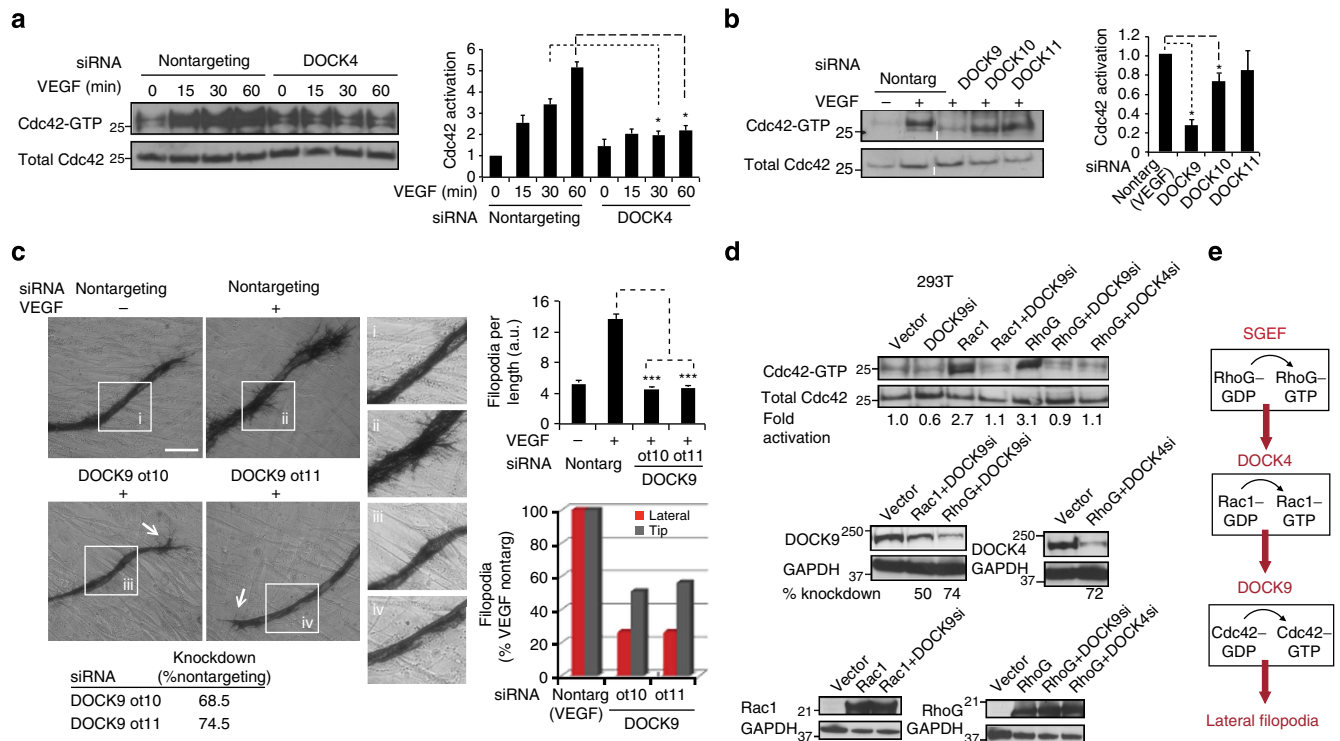 a
siRNA Nontargeting DOCK4
VEGF (min) 0 15 30 60 0 15 30 60
Cdc42-GTP 25
Total Cdc42 25
Cdc42 activation
6
5
4
3
2
1
0
* *
VEGF (min) 0 15 30 60 0 15 30 60
siRNA Nontargeting DOCK4
b
siRNA Nontarg DOCK9 DOCK10 DOCK11
VEGF – + + + +
Cdc42-GTP 25
Total Cdc42 25
Cdc42 activation
1.2
1.0
0.8
0.6
0.4
0.2
0
* *
siRNA Nontarg (VEGF) DOCK9 DOCK10 DOCK11
c
siRNA Nontargeting Nontargeting
VEGF – +
i
ii
DOCK9 ot10 DOCK9 ot11
+ +
iii
iv
i
ii
iii
iv
siRNA Knockdown (%nontargeting)
DOCK9 ot10 68.5
DOCK9 ot11 74.5
Filopodia per length (a.u.)
16
12
8
4
0
*** ***
VEGF – + + +
siRNA Nontarg ot10 ot11
DOCK9
Filopodia (% VEGF nontarg)
100
80
60
40
20
0
Lateral
Tip
siRNA Nontarg (VEGF) ot10 ot11
DOCK9
d
293T
Vector DOCK9si Rac1 Rac1+DOCK9si RhoG RhoG+DOCK9si RhoG+DOCK4si
Cdc42-GTP 25
Total Cdc42 25
Fold activation 1.0 0.6 2.7 1.1 3.1 0.9 1.1
Vector Rac1+DOCK9si RhoG+DOCK9si
DOCK9 250
GAPDH 37
% knockdown 50 74
Vector RhoG+DOCK4si
DOCK4 250
GAPDH 37
72
Vector Rac1 Rac1+DOCK9si
Rac1 21
GAPDH 37
Vector RhoG RhoG+DOCK9si RhoG+DOCK4si
RhoG 21
GAPDH 37
e
SGEF
RhoG– RhoG–
GDP GTP
DOCK4
Rac1– Rac1–
GDP GTP
DOCK9
Cdc42– Cdc42–
GDP GTP
Lateral filopodia